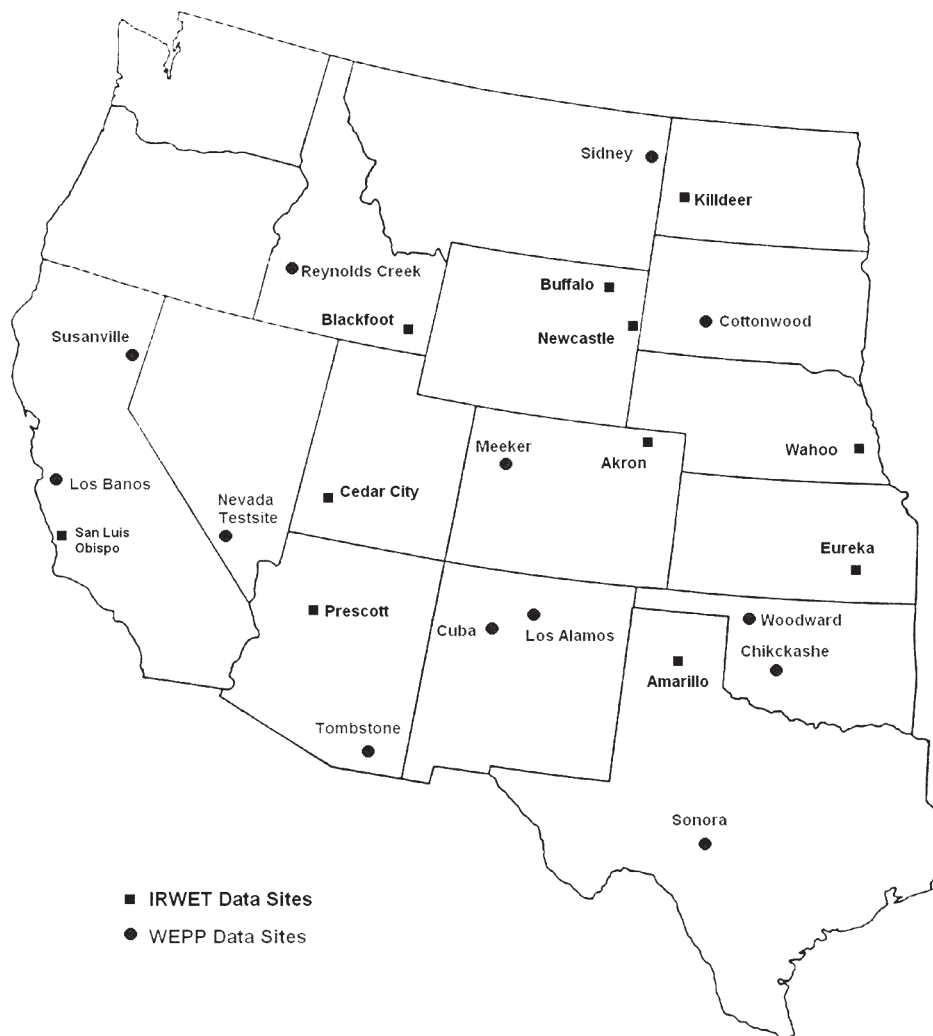 Sidney
Killdeer
Reynolds Creek
Buffalo
Blackfoot
Newcastle
Cottonwood
Susanville
Meeker
Akron
Wahoo
Los Banos
Cedar City
Nevada
Testsite
San Luis
Obispo
Eureka
Prescott
Cuba
Los Alamos
Woodward
Chikckashe
Amarillo
Tombstone
Sonora
IRWET Data Sites
WEPP Data Sites